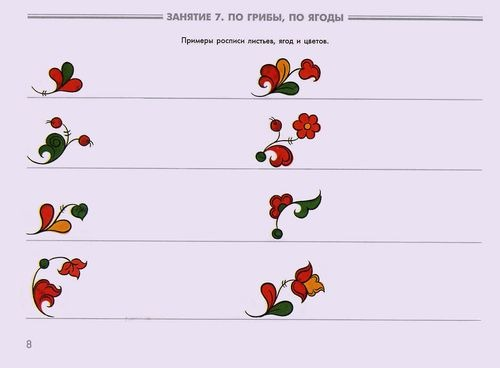 ЗАНЯТИЕ 7. ПО ГРИБЫ, ПО ЯГОДЫ
Примеры росписи листьев, ягод и цветов.
8